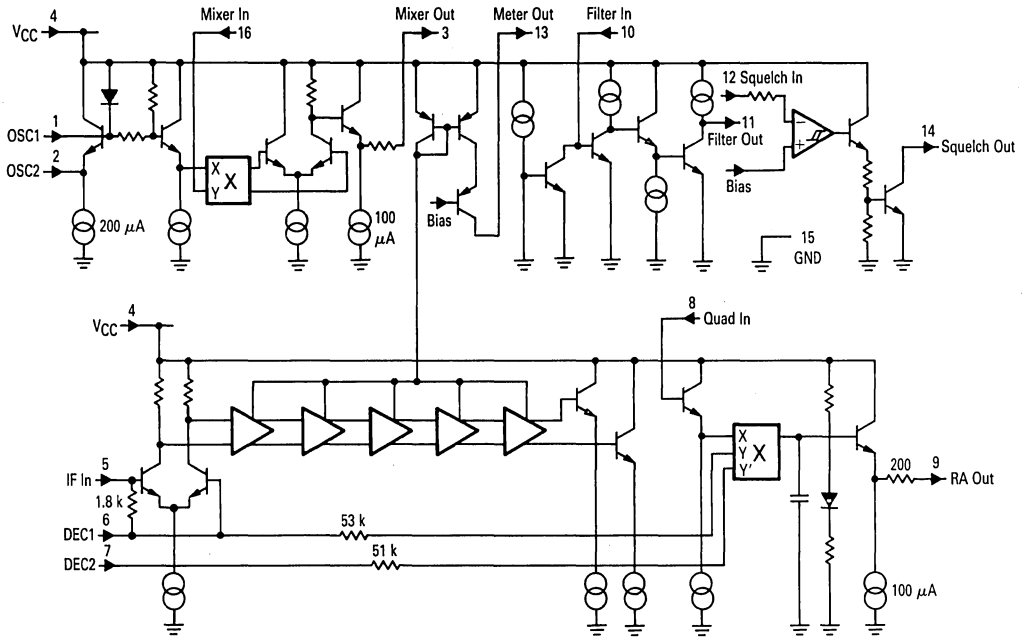 4
VCC
Mixer In
16
Mixer Out
3
Meter Out
13
Filter In
10
12 Squelch In
1
OSC1
2
OSC2
X
Y
X
200 μA
100
μA
Bias
11
Filter Out
Bias
−
+
14
Squelch Out
15
GND
4
VCC
8
Quad In
5
IF In
1.8 k
6
DEC1
7
DEC2
53 k
51 k
X
Y
Y'
X
200
9
RA Out
100 μA